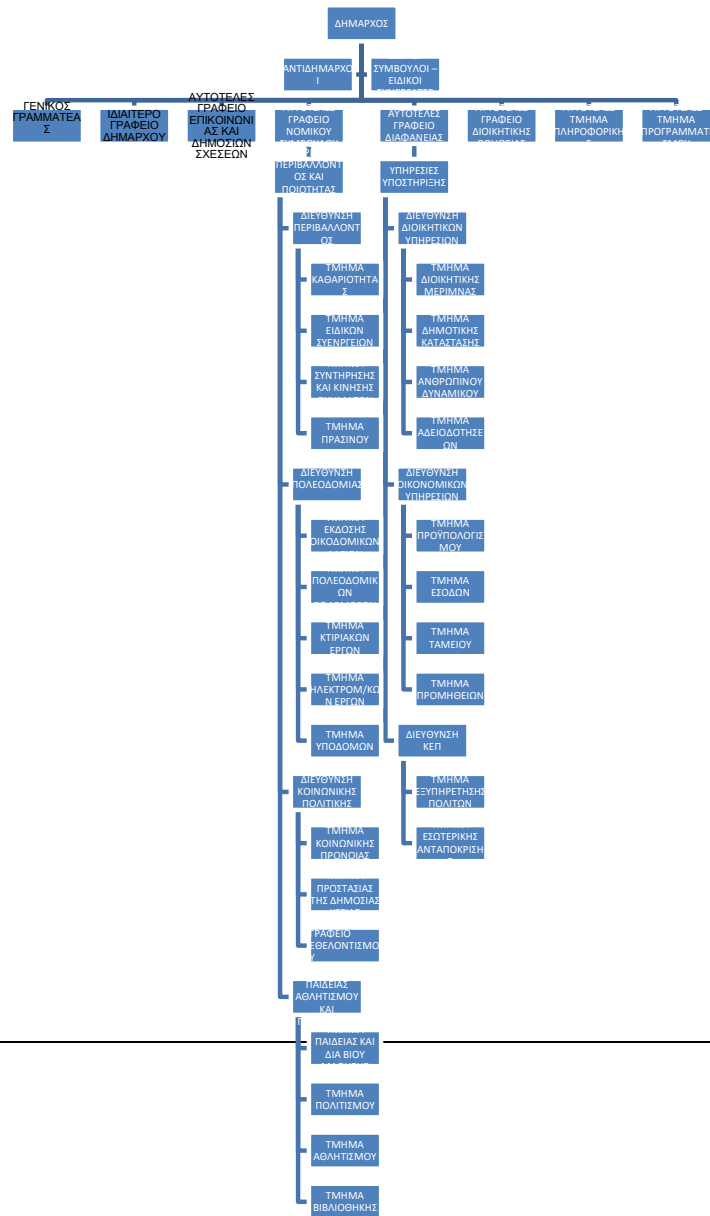 ΔΗΜΑΡΧΟΣ
ΑΝΤΙΔΗΜΑΡΧΟ
Ι
ΣΥΜΒΟΥΛΟΙ –
ΕΙΔΙΚΟΙ
ΓΕΝΙΚΟΣ
ΓΡΑΜΜΑΤΕΑ
Σ
ΙΔΙΑΙΤΕΡΟ
ΓΡΑΦΕΙΟ
ΔΗΜΑΡΧΟΥ
ΑΥΤΟΤΕΛΕΣ
ΓΡΑΦΕΙΟ
ΕΠΙΚΟΙΝΩΝΙ
ΑΣ ΚΑΙ
ΔΗΜΟΣΙΩΝ
ΣΧΕΣΕΩΝ
ΓΡΑΦΕΙΟ
ΝΟΜΙΚΟΥ
ΑΥΤΟΤΕΛΕΣ
ΓΡΑΦΕΙΟ
ΔΙΑΦΑΝΕΙΑΣ
ΓΡΑΦΕΙΟ
ΔΙΟΙΚΗΤΙΚΗΣ
ΤΜΗΜΑ
ΠΛΗΡΟΦΟΡΙΚΗ
ΤΜΗΜΑ
ΠΡΟΓΡΑΜΜΑΤΙ
ΠΕΡΙΒΑΛΛΟΝΤ
ΟΣ ΚΑΙ
ΠΟΙΟΤΗΤΑΣ
ΔΙΕΥΘΥΝΣΗ
ΠΕΡΙΒΑΛΛΟΝΤ
ΟΣ
ΤΜΗΜΑ
ΚΑΘΑΡΙΟΤΗΤΑ
Σ
ΤΜΗΜΑ
ΕΙΔΙΚΩΝ
ΣΥΕΝΡΓΕΙΩΝ
ΣΥΝΤΗΡΗΣΗΣ
ΚΑΙ ΚΙΝΗΣΗΣ
ΤΜΗΜΑ
ΠΡΑΣΙΝΟΥ
ΔΙΕΥΘΥΝΣΗ
ΠΟΛΕΟΔΟΜΙΑΣ
ΕΚΔΟΣΗΣ
ΟΙΚΟΔΟΜΙΚΩΝ
ΠΟΛΕΟΔΟΜΙΚ
ΩΝ
ΤΜΗΜΑ
ΚΤΙΡΙΑΚΩΝ
ΕΡΓΩΝ
ΤΜΗΜΑ
ΗΛΕΚΤΡΟΜ/ΚΩ
Ν ΕΡΓΩΝ
ΤΜΗΜΑ
ΥΠΟΔΟΜΩΝ
ΔΙΕΥΘΥΝΣΗ
ΚΟΙΝΩΝΙΚΗΣ
ΠΟΛΙΤΙΚΗΣ
ΤΜΗΜΑ
ΚΟΙΝΩΝΙΚΗΣ
ΠΡΟΝΟΙΑΣ
ΠΡΟΣΤΑΣΙΑΣ
ΤΗΣ ΔΗΜΟΣΙΑΣ
ΡΑΦΕΙΟ
ΕΘΕΛΟΝΤΙΣΜΟ
Υ
ΠΑΙΔΕΙΑΣ
ΑΘΛΗΤΙΣΜΟΥ
ΚΑΙ
ΠΑΙΔΕΙΑΣ ΚΑΙ
ΔΙΑ ΒΙΟΥ
ΤΜΗΜΑ
ΠΟΛΙΤΙΣΜΟΥ
ΤΜΗΜΑ
ΑΘΛΗΤΙΣΜΟΥ
ΤΜΗΜΑ
ΒΙΒΛΙΟΘΗΚΗΣ
ΥΠΗΡΕΣΙΕΣ
ΥΠΟΣΤΗΡΙΞΗΣ
ΔΙΕΥΘΥΝΣΗ
ΔΙΟΙΚΗΤΙΚΩΝ
ΥΠΗΡΕΣΙΩΝ
ΤΜΗΜΑ
ΔΙΟΙΚΗΤΙΚΗΣ
ΜΕΡΙΜΝΑΣ
ΤΜΗΜΑ
ΔΗΜΟΤΙΚΗΣ
ΚΑΤΑΣΤΑΣΗΣ
ΤΜΗΜΑ
ΑΝΘΡΩΠΙΝΟΥ
ΔΥΝΑΜΙΚΟΥ
ΤΜΗΜΑ
ΑΔΕΙΟΔΟΤΗΣΕ
ΩΝ
ΔΙΕΥΘΥΝΣΗ
ΟΙΚΟΝΟΜΙΚΩΝ
ΥΠΗΡΕΣΙΩΝ
ΤΜΗΜΑ
ΠΡΟΫΠΟΛΟΓΙΣ
ΜΟΥ
ΤΜΗΜΑ
ΕΣΟΔΩΝ
ΤΜΗΜΑ
ΤΑΜΕΙΟΥ
ΤΜΗΜΑ
ΠΡΟΜΗΘΕΙΩΝ
ΔΙΕΥΘΥΝΣΗ
ΚΕΠ
ΤΜΗΜΑ
ΕΞΥΠΗΡΕΤΗΣΗΣ
ΠΟΛΙΤΩΝ
ΕΣΩΤΕΡΙΚΗΣ
ΑΝΤΑΠΟΚΡΙΣΗ